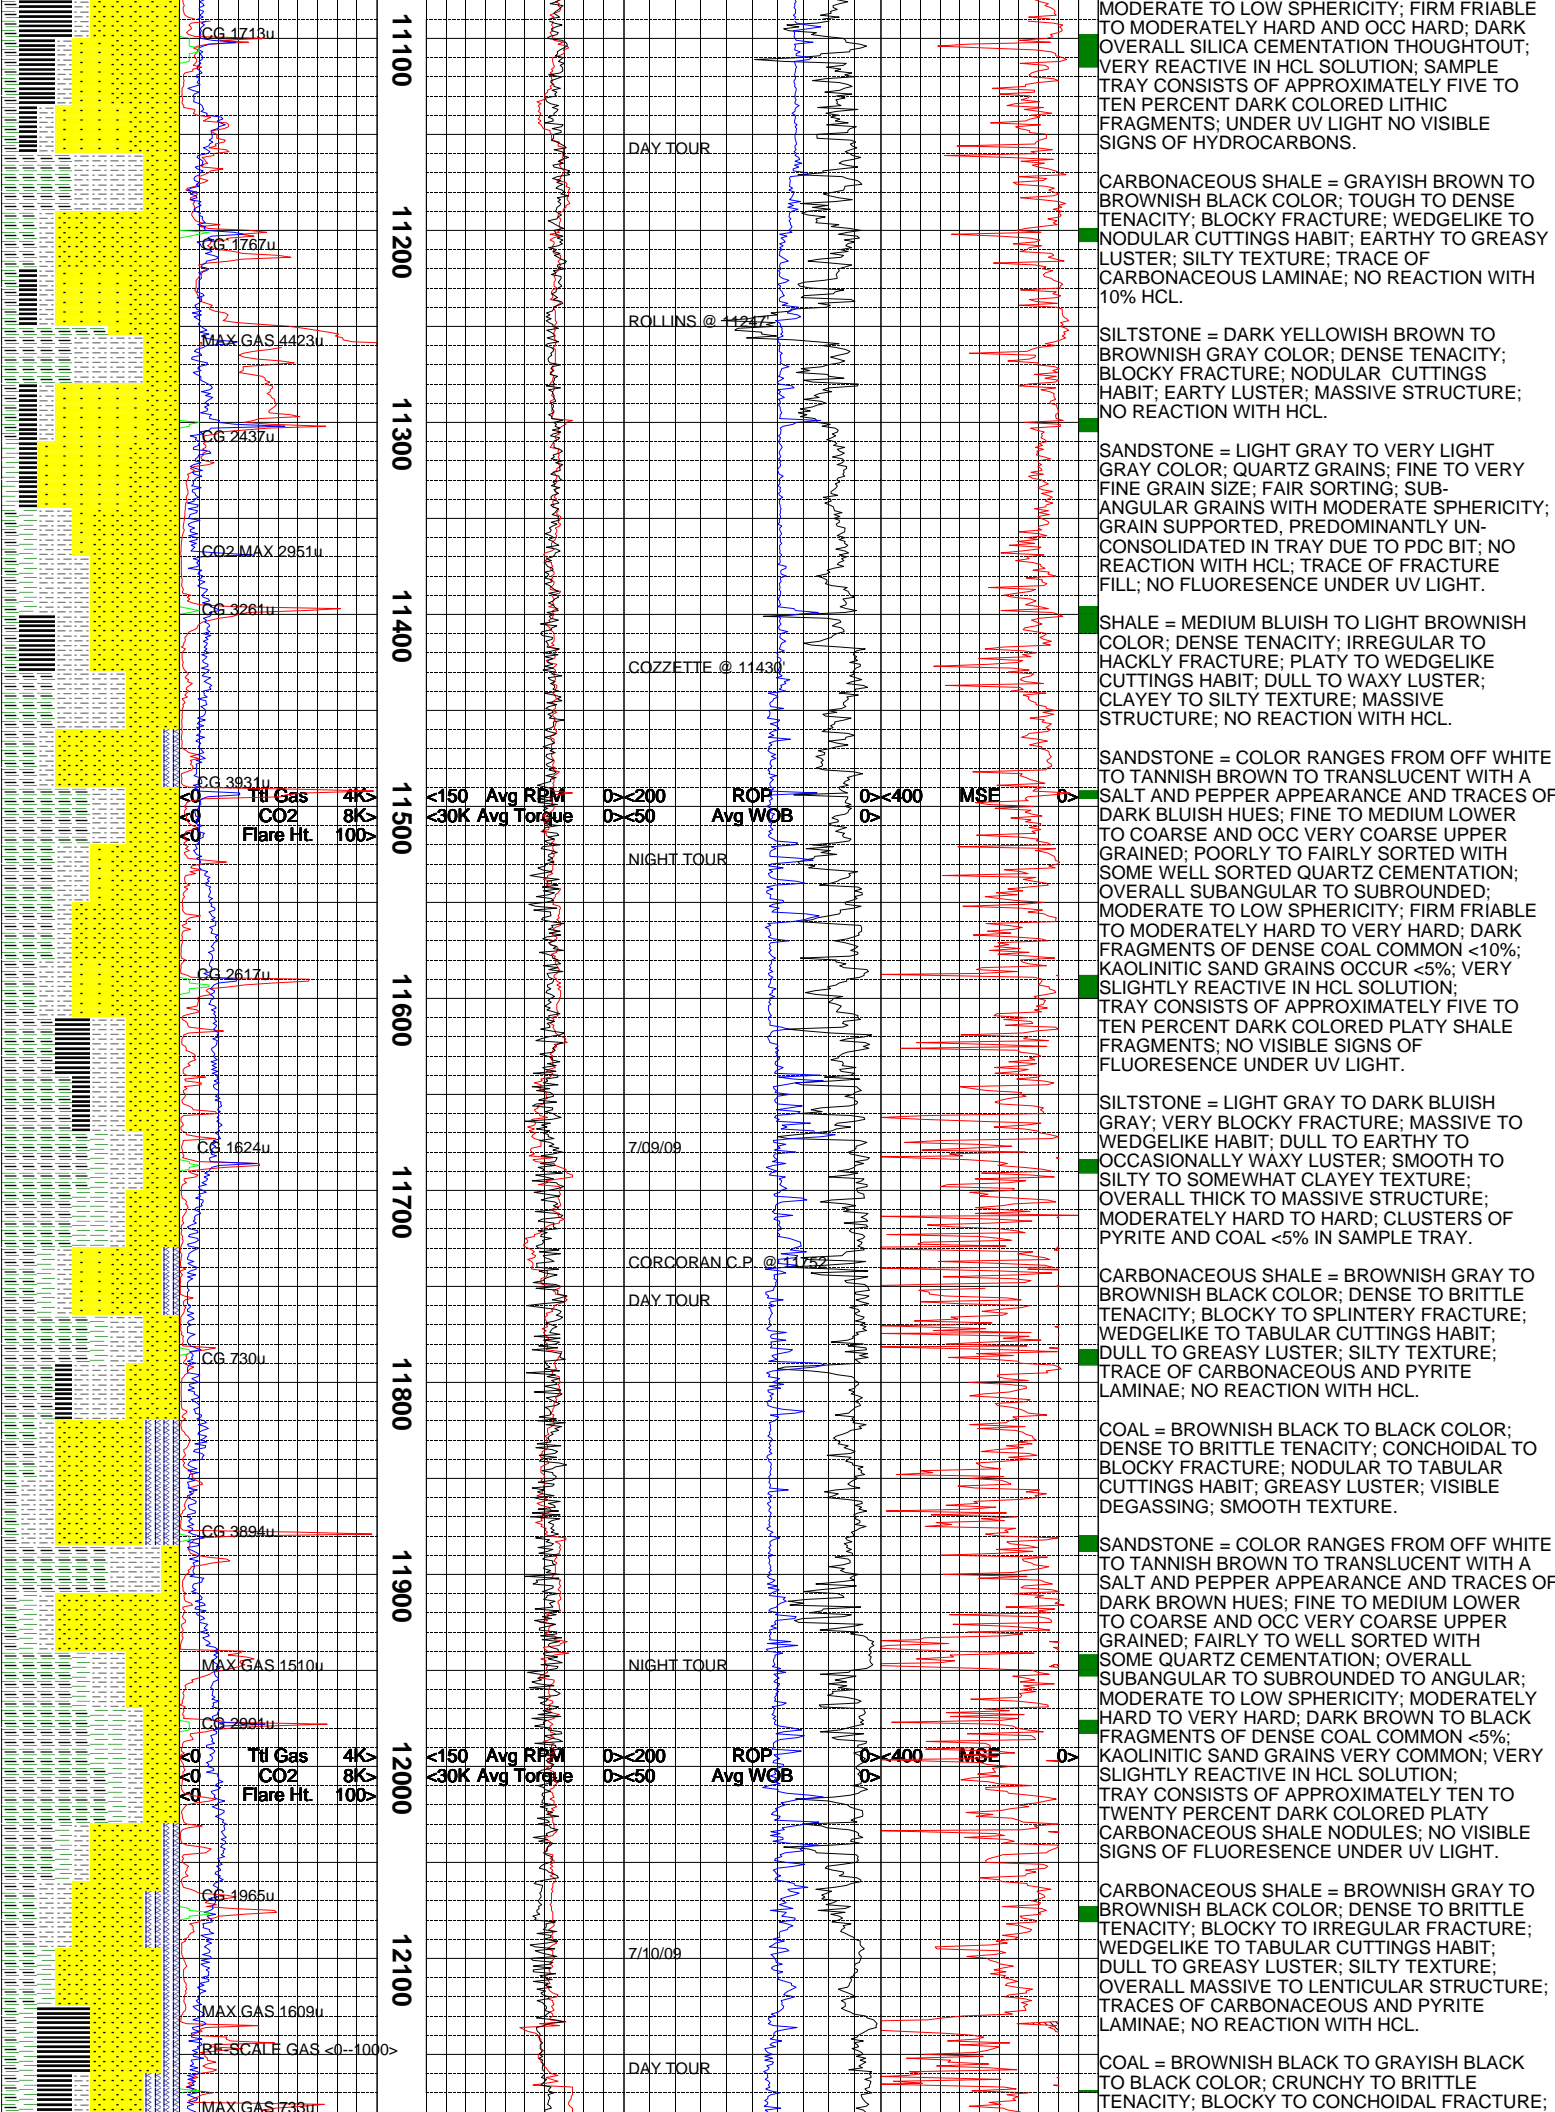 CG 1713u
11100
DAY TOUR
CG 1767u
11200
ROLLINS @ 11247'
MAX GAS 4423u
CG 2437u
11300
CO2 MAX 2951u
CG 3261u
11400
COZZETTE @ 11430'
CG 3931u
<0 Ttl Gas 4K> <150 Avg RPM 0> <200 ROP 0> <400 MSE 0>
<0 CO2 8K> <30K Avg Torque 0> <50 Avg WOB 0>
<0 Flare Ht. 100>
11500
NIGHT TOUR
CG 2617u
11600
CG 1624u
7/09/09
11700
CORCORAN C.P. @ 11752'
DAY TOUR
CG 730u
11800
CG 3894u
11900
MAX GAS 1510u
NIGHT TOUR
CG 2991u
<0 Ttl Gas 4K> <150 Avg RPM 0> <200 ROP 0> <400 MSE 0>
<0 CO2 8K> <30K Avg Torque 0> <50 Avg WOB 0>
<0 Flare Ht. 100>
12000
CG 1965u
7/10/09
12100
MAX GAS 1609u
RE-SCALE GAS <0--1000>
DAY TOUR
MAX GAS 733u
MODERATE TO LOW SPHERICITY; FIRM FRIABLE
TO MODERATELY HARD AND OCC HARD; DARK
OVERALL SILICA CEMENTATION THOUGHTOUT;
VERY REACTIVE IN HCL SOLUTION; SAMPLE
TRAY CONSISTS OF APPROXIMATELY FIVE TO
TEN PERCENT DARK COLORED LITHIC
FRAGMENTS; UNDER UV LIGHT NO VISIBLE
SIGNS OF HYDROCARBONS.
CARBONACEOUS SHALE = GRAYISH BROWN TO
BROWNISH BLACK COLOR; TOUGH TO DENSE
TENACITY; BLOCKY FRACTURE; WEDGELIKE TO
NODULAR CUTTINGS HABIT; EARTHY TO GREASY
LUSTER; SILTY TEXTURE; TRACE OF
CARBONACEOUS LAMINAE; NO REACTION WITH
10% HCL.
SILTSTONE = DARK YELLOWISH BROWN TO
BROWNISH GRAY COLOR; DENSE TENACITY;
BLOCKY FRACTURE; NODULAR CUTTINGS
HABIT; EARTY LUSTER; MASSIVE STRUCTURE;
NO REACTION WITH HCL.
SANDSTONE = LIGHT GRAY TO VERY LIGHT
GRAY COLOR; QUARTZ GRAINS; FINE TO VERY
FINE GRAIN SIZE; FAIR SORTING; SUB-
ANGULAR GRAINS WITH MODERATE SPHERICITY;
GRAIN SUPPORTED, PREDOMINANTLY UN-
CONSOLIDATED IN TRAY DUE TO PDC BIT; NO
REACTION WITH HCL; TRACE OF FRACTURE
FILL; NO FLUORESENCE UNDER UV LIGHT.
SHALE = MEDIUM BLUISH TO LIGHT BROWNISH
COLOR; DENSE TENACITY; IRREGULAR TO
HACKLY FRACTURE; PLATY TO WEDGELIKE
CUTTINGS HABIT; DULL TO WAXY LUSTER;
CLAYEY TO SILTY TEXTURE; MASSIVE
STRUCTURE; NO REACTION WITH HCL.
SANDSTONE = COLOR RANGES FROM OFF WHITE
TO TANNISH BROWN TO TRANSLUCENT WITH A
SALT AND PEPPER APPEARANCE AND TRACES OF
DARK BLUISH HUES; FINE TO MEDIUM LOWER
TO COARSE AND OCC VERY COARSE UPPER
GRAINED; POORLY TO FAIRLY SORTED WITH
SOME WELL SORTED QUARTZ CEMENTATION;
OVERALL SUBANGULAR TO SUBROUNDED;
MODERATE TO LOW SPHERICITY; FIRM FRIABLE
TO MODERATELY HARD TO VERY HARD; DARK
FRAGMENTS OF DENSE COAL COMMON <10%;
KAOLINITIC SAND GRAINS OCCUR <5%; VERY
SLIGHTLY REACTIVE IN HCL SOLUTION;
TRAY CONSISTS OF APPROXIMATELY FIVE TO
TEN PERCENT DARK COLORED PLATY SHALE
FRAGMENTS; NO VISIBLE SIGNS OF
FLUORESENCE UNDER UV LIGHT.
SILTSTONE = LIGHT GRAY TO DARK BLUISH
GRAY; VERY BLOCKY FRACTURE; MASSIVE TO
WEDGELIKE HABIT; DULL TO EARTHY TO
OCCASIONALLY WAXY LUSTER; SMOOTH TO
SILTY TO SOMEWHAT CLAYEY TEXTURE;
OVERALL THICK TO MASSIVE STRUCTURE;
MODERATELY HARD TO HARD; CLUSTERS OF
PYRITE AND COAL <5% IN SAMPLE TRAY.
CARBONACEOUS SHALE = BROWNISH GRAY TO
BROWNISH BLACK COLOR; DENSE TO BRITTLE
TENACITY; BLOCKY TO SPLINTERY FRACTURE;
WEDGELIKE TO TABULAR CUTTINGS HABIT;
DULL TO GREASY LUSTER; SILTY TEXTURE;
TRACE OF CARBONACEOUS AND PYRITE
LAMINAE; NO REACTION WITH HCL.
COAL = BROWNISH BLACK TO BLACK COLOR;
DENSE TO BRITTLE TENACITY; CONCHOIDAL TO
BLOCKY FRACTURE; NODULAR TO TABULAR
CUTTINGS HABIT; GREASY LUSTER; VISIBLE
DEGASSING; SMOOTH TEXTURE.
SANDSTONE = COLOR RANGES FROM OFF WHITE
TO TANNISH BROWN TO TRANSLUCENT WITH A
SALT AND PEPPER APPEARANCE AND TRACES OF
DARK BROWN HUES; FINE TO MEDIUM LOWER
TO COARSE AND OCC VERY COARSE UPPER
GRAINED; FAIRLY TO WELL SORTED WITH
SOME QUARTZ CEMENTATION; OVERALL
SUBANGULAR TO SUBROUNDED TO ANGULAR;
MODERATE TO LOW SPHERICITY; MODERATELY
HARD TO VERY HARD; DARK BROWN TO BLACK
FRAGMENTS OF DENSE COAL COMMON <5%;
KAOLINITIC SAND GRAINS VERY COMMON; VERY
SLIGHTLY REACTIVE IN HCL SOLUTION;
TRAY CONSISTS OF APPROXIMATELY TEN TO
TWENTY PERCENT DARK COLORED PLATY
CARBONACEOUS SHALE NODULES; NO VISIBLE
SIGNS OF FLUORESENCE UNDER UV LIGHT.
CARBONACEOUS SHALE = BROWNISH GRAY TO
BROWNISH BLACK COLOR; DENSE TO BRITTLE
TENACITY; BLOCKY TO IRREGULAR FRACTURE;
WEDGELIKE TO TABULAR CUTTINGS HABIT;
DULL TO GREASY LUSTER; SILTY TEXTURE;
OVERALL MASSIVE TO LENTICULAR STRUCTURE;
TRACES OF CARBONACEOUS AND PYRITE
LAMINAE; NO REACTION WITH HCL.
COAL = BROWNISH BLACK TO GRAYISH BLACK
TO BLACK COLOR; CRUNCHY TO BRITTLE
TENACITY; BLOCKY TO CONCHOIDAL FRACTURE;